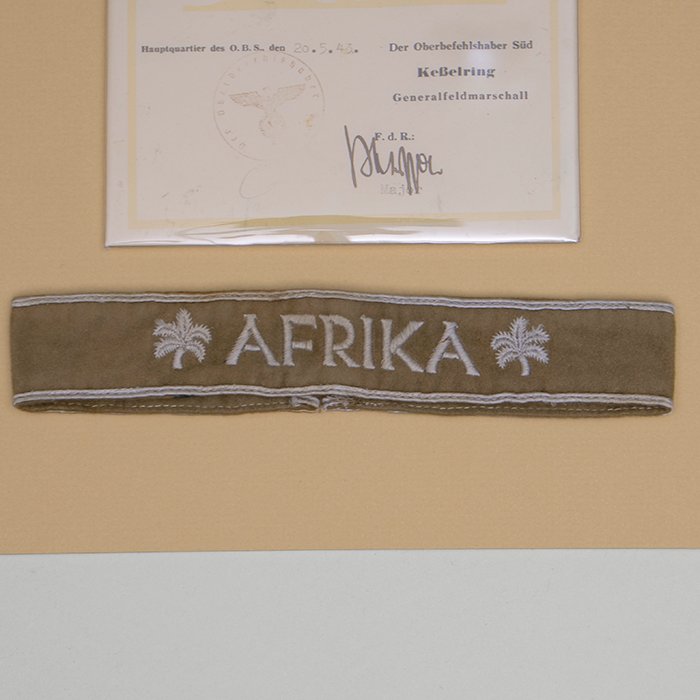 Hauptquartier des O.B.S., den 20.5.43. Der Oberbefehlshaber Süd
Keßelring
Generalfeldmarschall
F.d.R.:
Major
AFRIKA